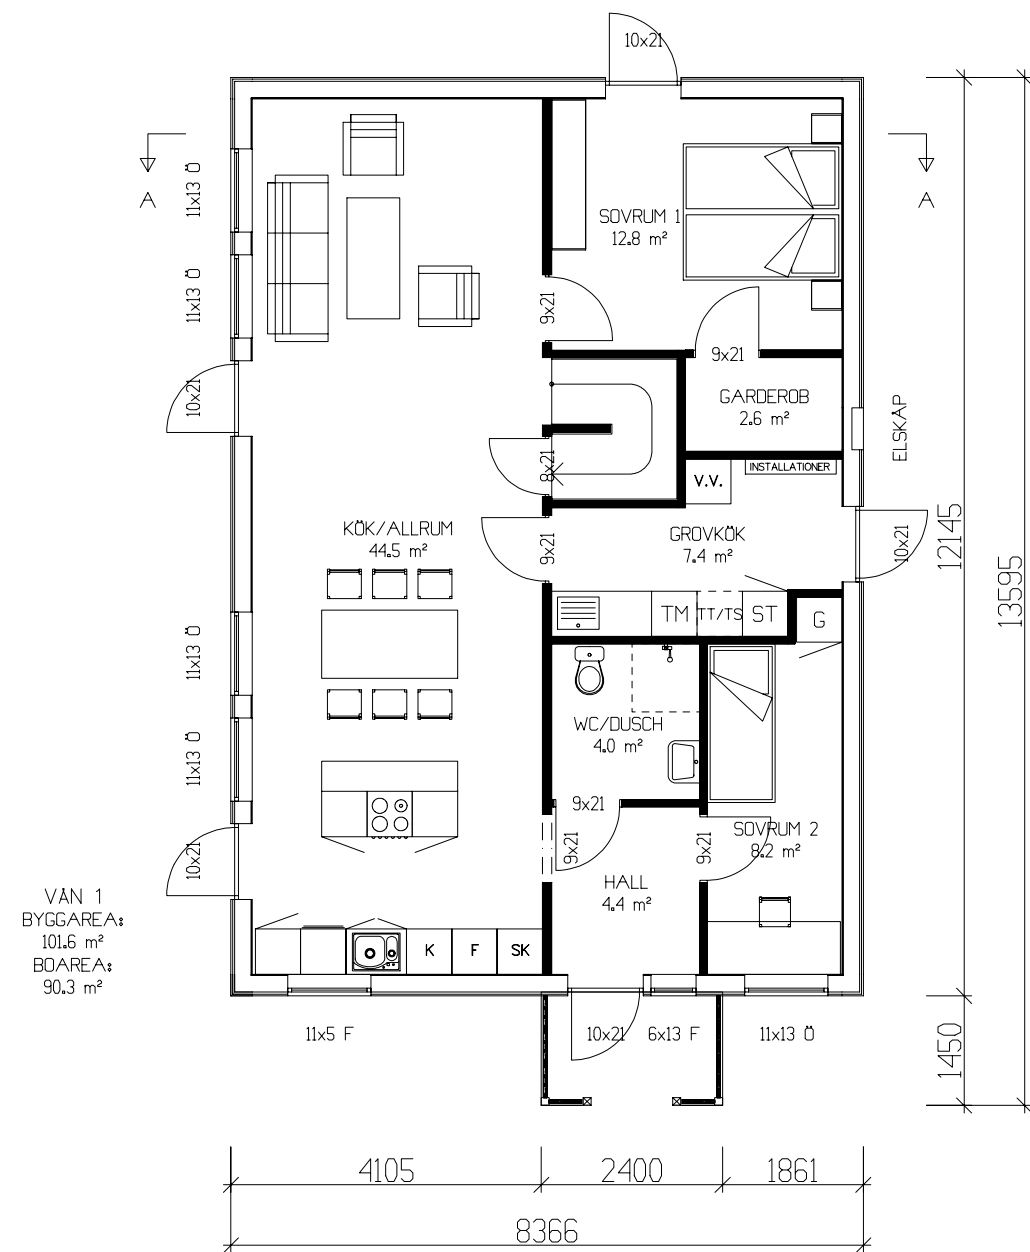 10x21
11x13 Ö
A
A
SOVRUM 1
12.8 m²
11x13 Ö
9x21
9x21
10x21
GARDEROB
2.6 m²
ELSKÅP
8x21
V.V.
INSTALLATIONER
KÖK/ALLRUM
44.5 m²
9x21
GROVKÖK
7.4 m²
10x21
12145
13595
TM
TT/TS
ST
G
11x13 Ö
WC/DUSCH
4.0 m²
11x13 Ö
9x21
10x21
9x21
9x21
SOVRUM 2
8.2 m²
HALL
4.4 m²
VÅN 1
BYGGAREA:
101.6 m²
BOAREA:
90.3 m²
K
F
SK
11x5 F
10x21
6x13 F
11x13 Ö
1450
4105
2400
1861
8366